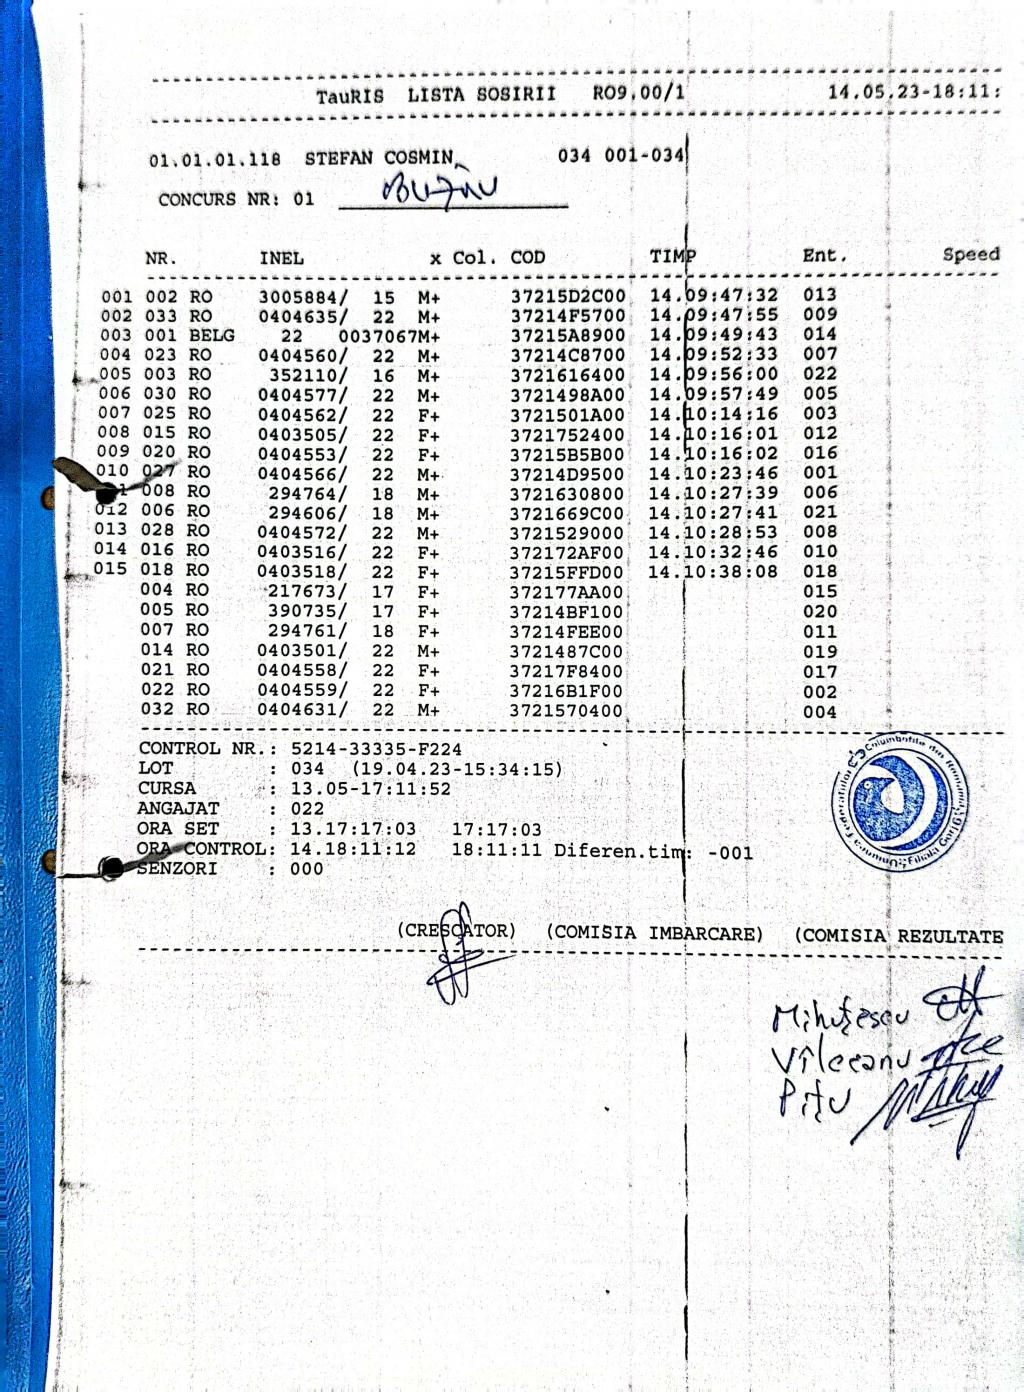 TauRIS LISTA SOSIRII RO9.00/1 14.05.23-18:11:
01.01.01.118 STEFAN COSMIN 034 001-034
CONCURS NR: 01 BUZĂU
NR. INEL x Col. COD TIMP Ent. Speed
001 002 RO 3005884/ 15 M+ 37215D2C00 14.09:47:32 013
002 033 RO 0404635/ 22 M+ 37214F5700 14.09:47:55 009
003 001 BELG 22 0037067M+ 37215A8900 14.09:49:43 014
004 023 RO 0404560/ 22 M+ 37214C8700 14.09:52:33 007
005 003 RO 352110/ 16 M+ 3721616400 14.09:56:00 022
006 030 RO 0404577/ 22 M+ 3721498A00 14.09:57:49 005
007 025 RO 0404562/ 22 F+ 3721501A00 14.10:14:16 003
008 015 RO 0403505/ 22 F+ 3721752400 14.10:16:01 012
009 020 RO 0404553/ 22 F+ 37215B5B00 14.10:16:02 016
010 027 RO 0404566/ 22 M+ 37214D9500 14.10:23:46 001
008 RO 294764/ 18 M+ 3721630800 14.10:27:39 006
012 006 RO 294606/ 18 M+ 3721669C00 14.10:27:41 021
013 028 RO 0404572/ 22 M+ 3721529000 14.10:28:53 008
014 016 RO 0403516/ 22 F+ 372172AF00 14.10:32:46 010
015 018 RO 0403518/ 22 F+ 37215FFD00 14.10:38:08 018
004 RO 217673/ 17 F+ 372177AA00 015
005 RO 390735/ 17 F+ 37214BF100 020
007 RO 294761/ 18 F+ 37214FEE00 011
014 RO 0403501/ 22 M+ 3721487C00 019
021 RO 0404558/ 22 F+ 37217F8400 017
022 RO 0404559/ 22 F+ 37216B1F00 002
032 RO 0404631/ 22 M+ 3721570400 004
CONTROL NR.: 5214-33335-F224
LOT : 034 (19.04.23-15:34:15)
CURSA : 13.05-17:11:52
ANGAJAT : 022
ORA SET : 13.17:17:03 17:17:03
ORA CONTROL: 14.18:11:12 18:11:11 Diferen.tim: -001
SENZORI : 000
(CRESCATOR) (COMISIA IMBARCARE) (COMISIA REZULTATE
Mihuțescu
Vîlceanu
Pițu